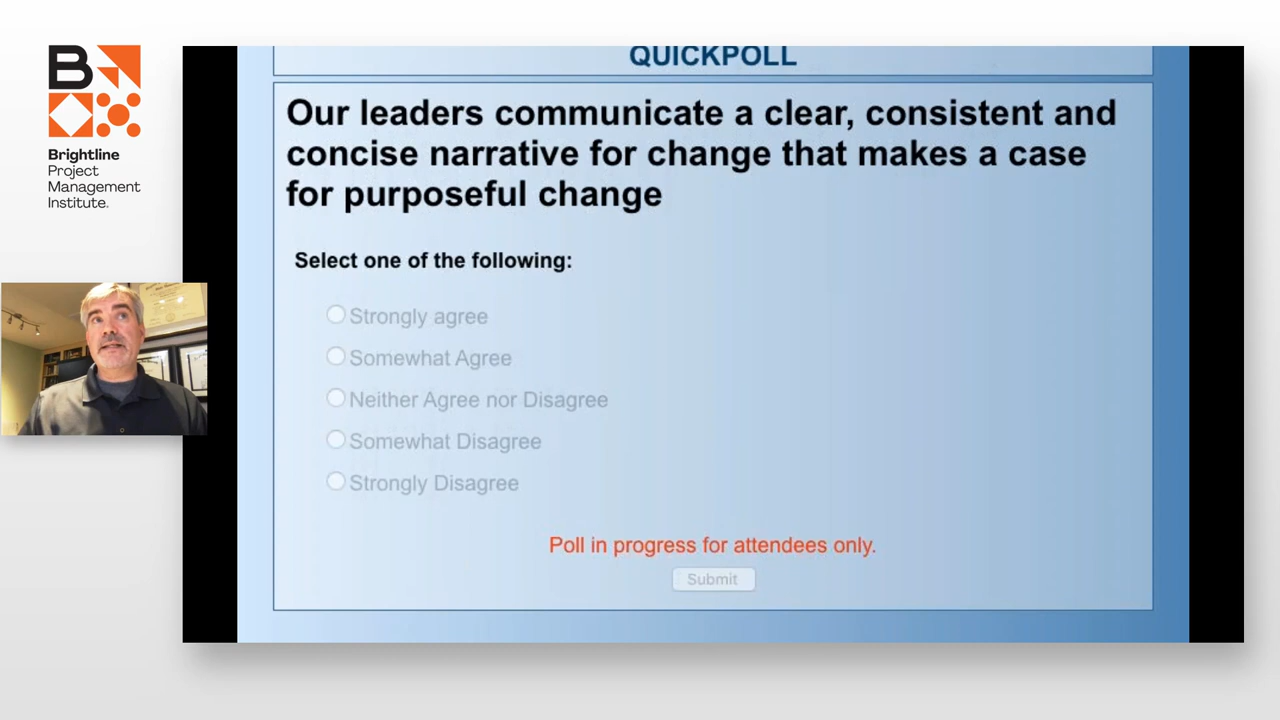 Brightline
Project
Management
Institute.
QUICKPOLL
Our leaders communicate a clear, consistent and
concise narrative for change that makes a case
for purposeful change
Select one of the following:
Strongly agree
Somewhat Agree
Neither Agree nor Disagree
Somewhat Disagree
Strongly Disagree
Poll in progress for attendees only.
Submit